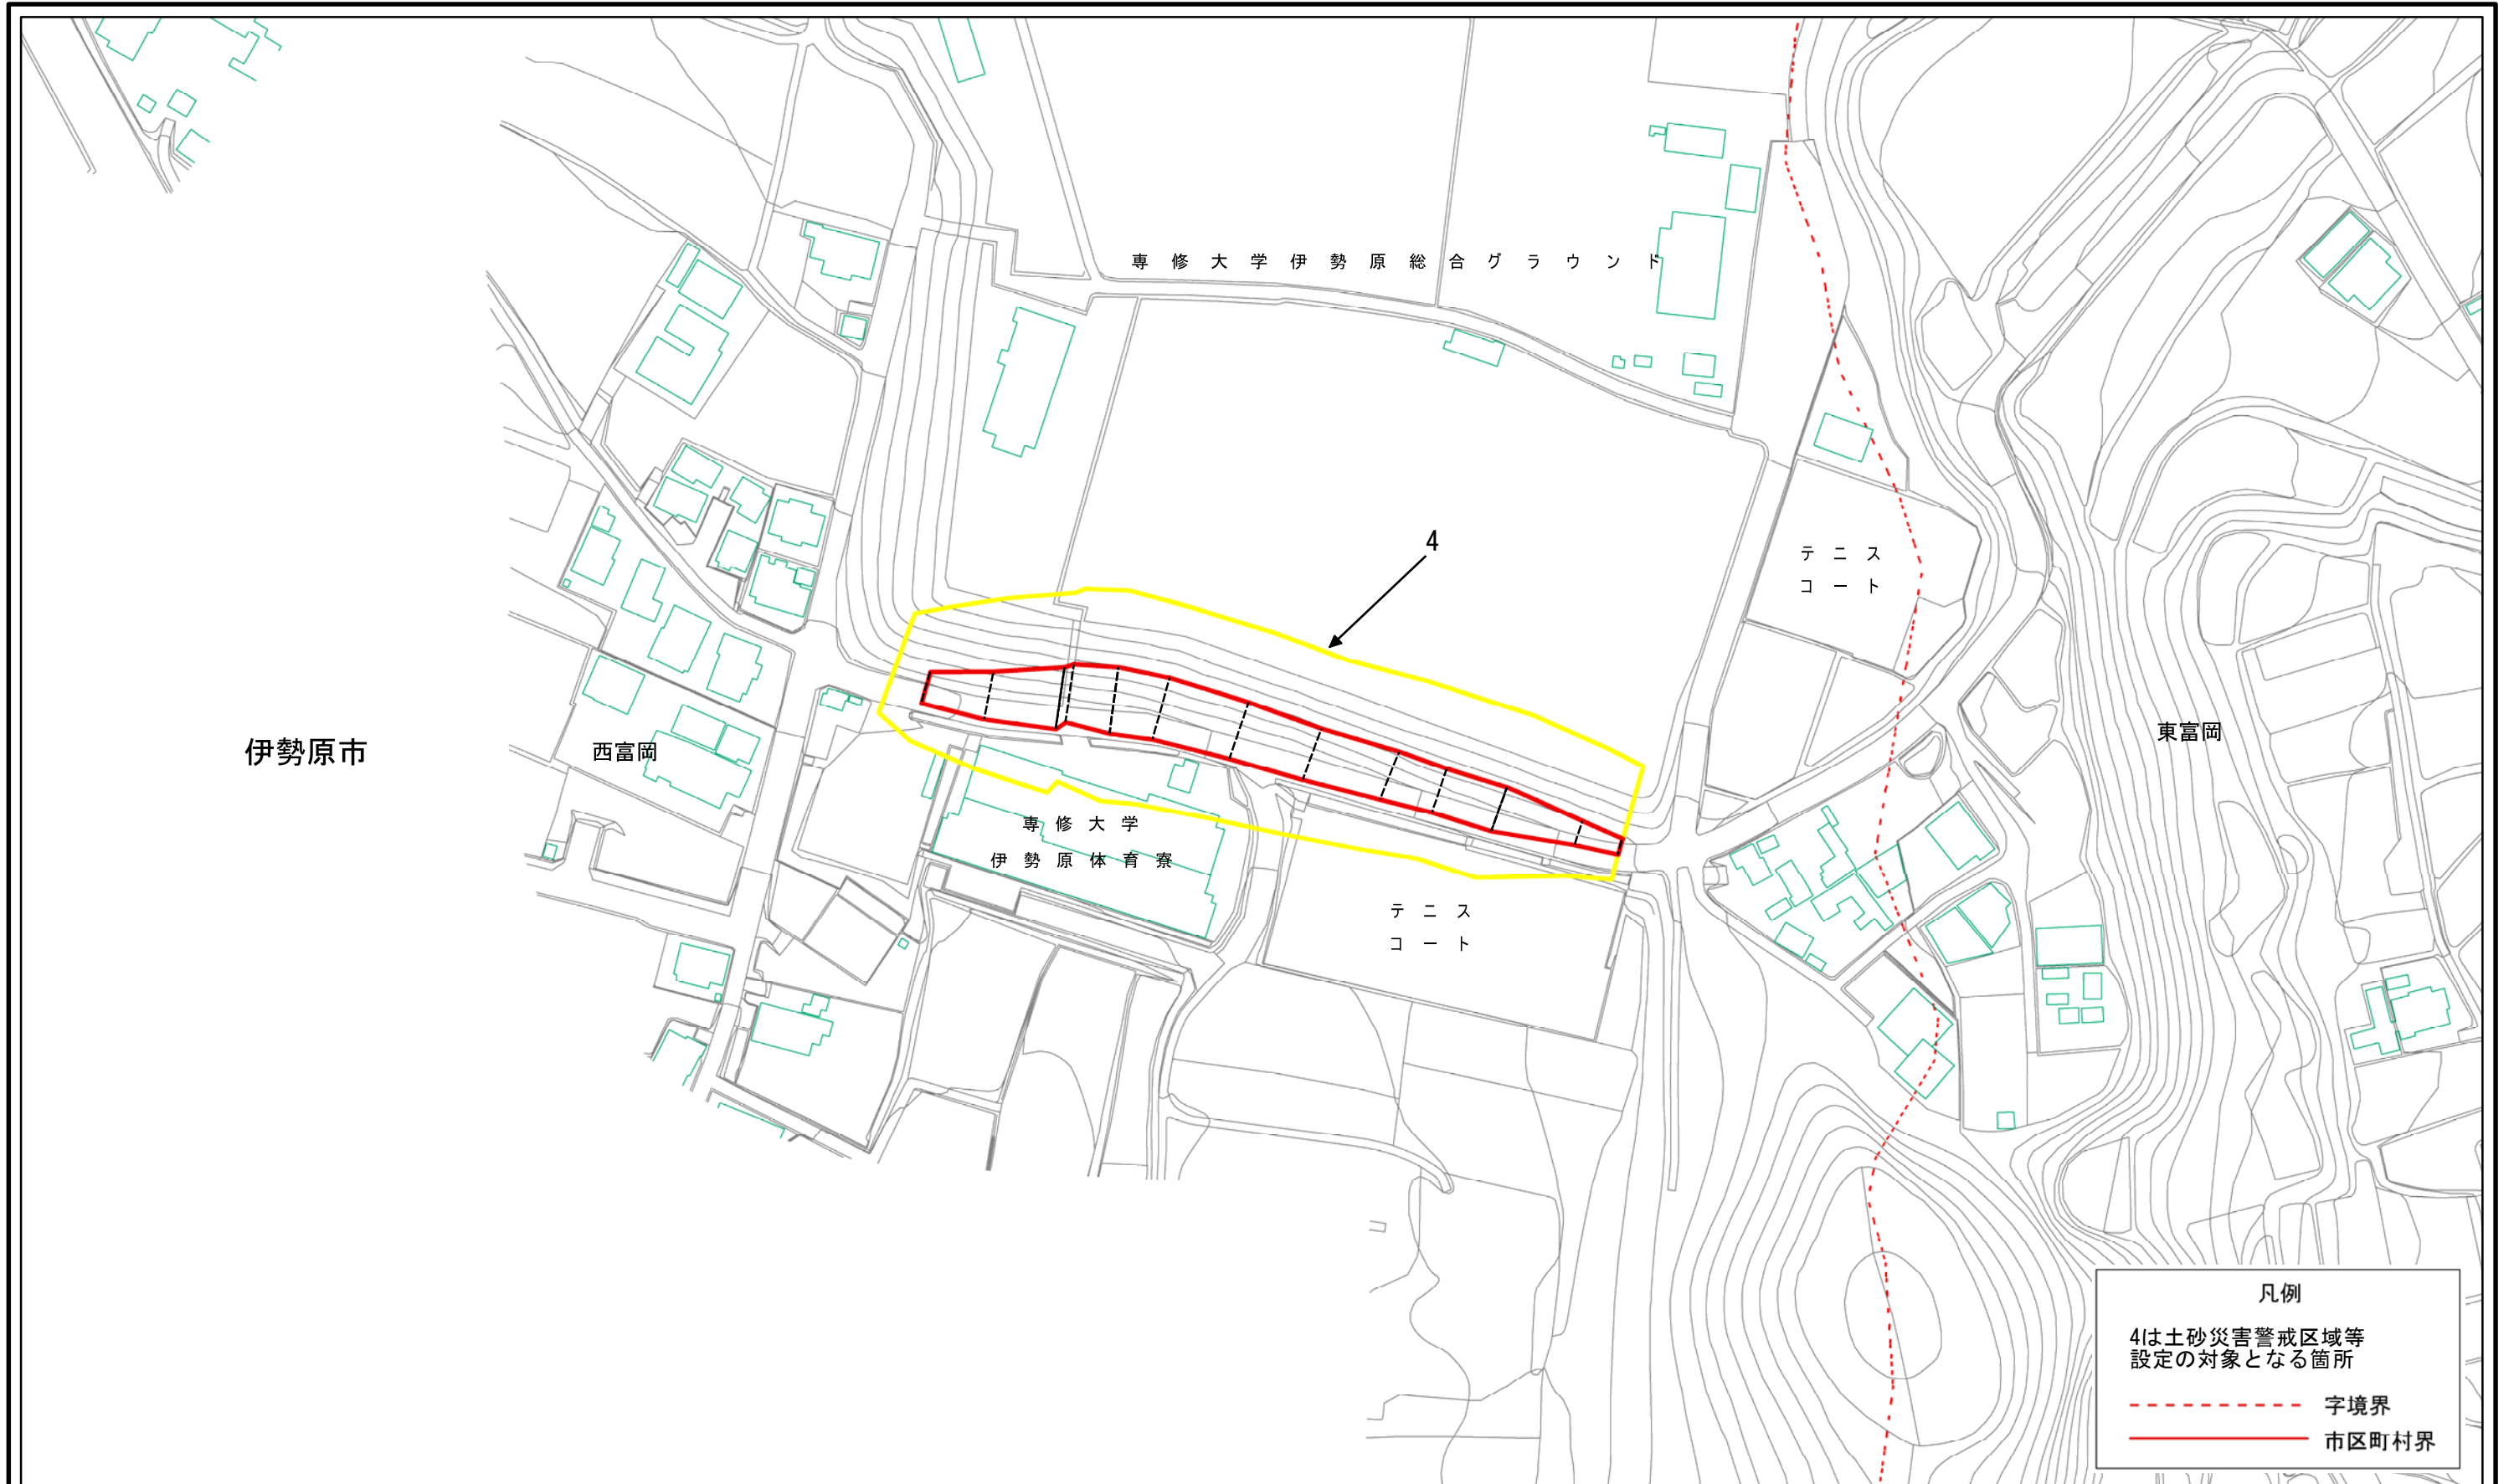 専修大学伊勢原総合グラウンド
4
テニス
コート
伊勢原市
西富岡
東富岡
専修大学
伊勢原体育寮
テニス
コート
凡例
4は土砂災害警戒区域等
設定の対象となる箇所
字境界
市区町村界